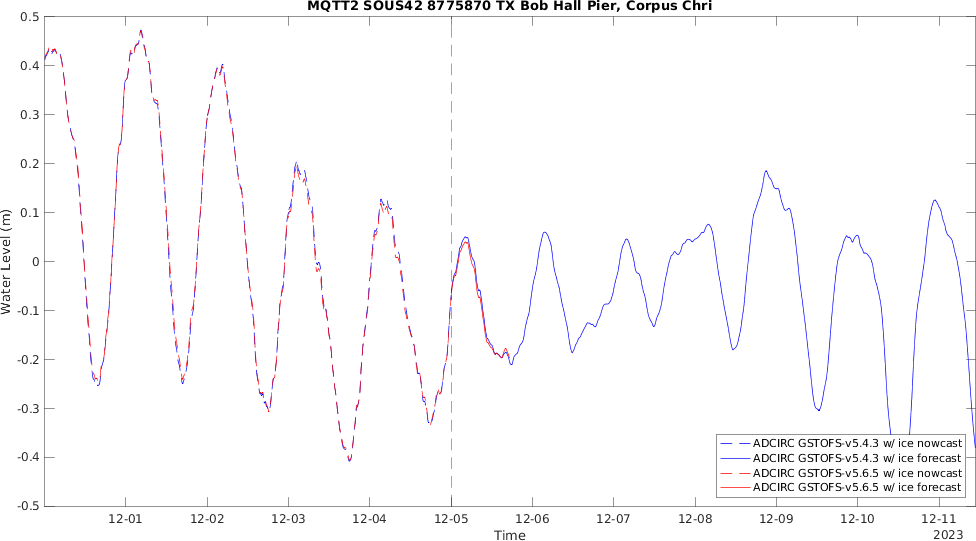 MQTT2 SOUS42 8775870 TX Bob Hall Pier, Corpus Chri
0.5
0.4
0.3
0.2
0.1
0
-0.1
-0.2
-0.3
-0.4
-0.5
Water Level (m)
ADCIRC GSTOFS-v5.4.3 w/ ice nowcast
ADCIRC GSTOFS-v5.4.3 w/ ice forecast
ADCIRC GSTOFS-v5.6.5 w/ ice nowcast
ADCIRC GSTOFS-v5.6.5 w/ ice forecast
12-01 12-02 12-03 12-04 12-05 12-06 12-07 12-08 12-09 12-10 12-11
Time
2023